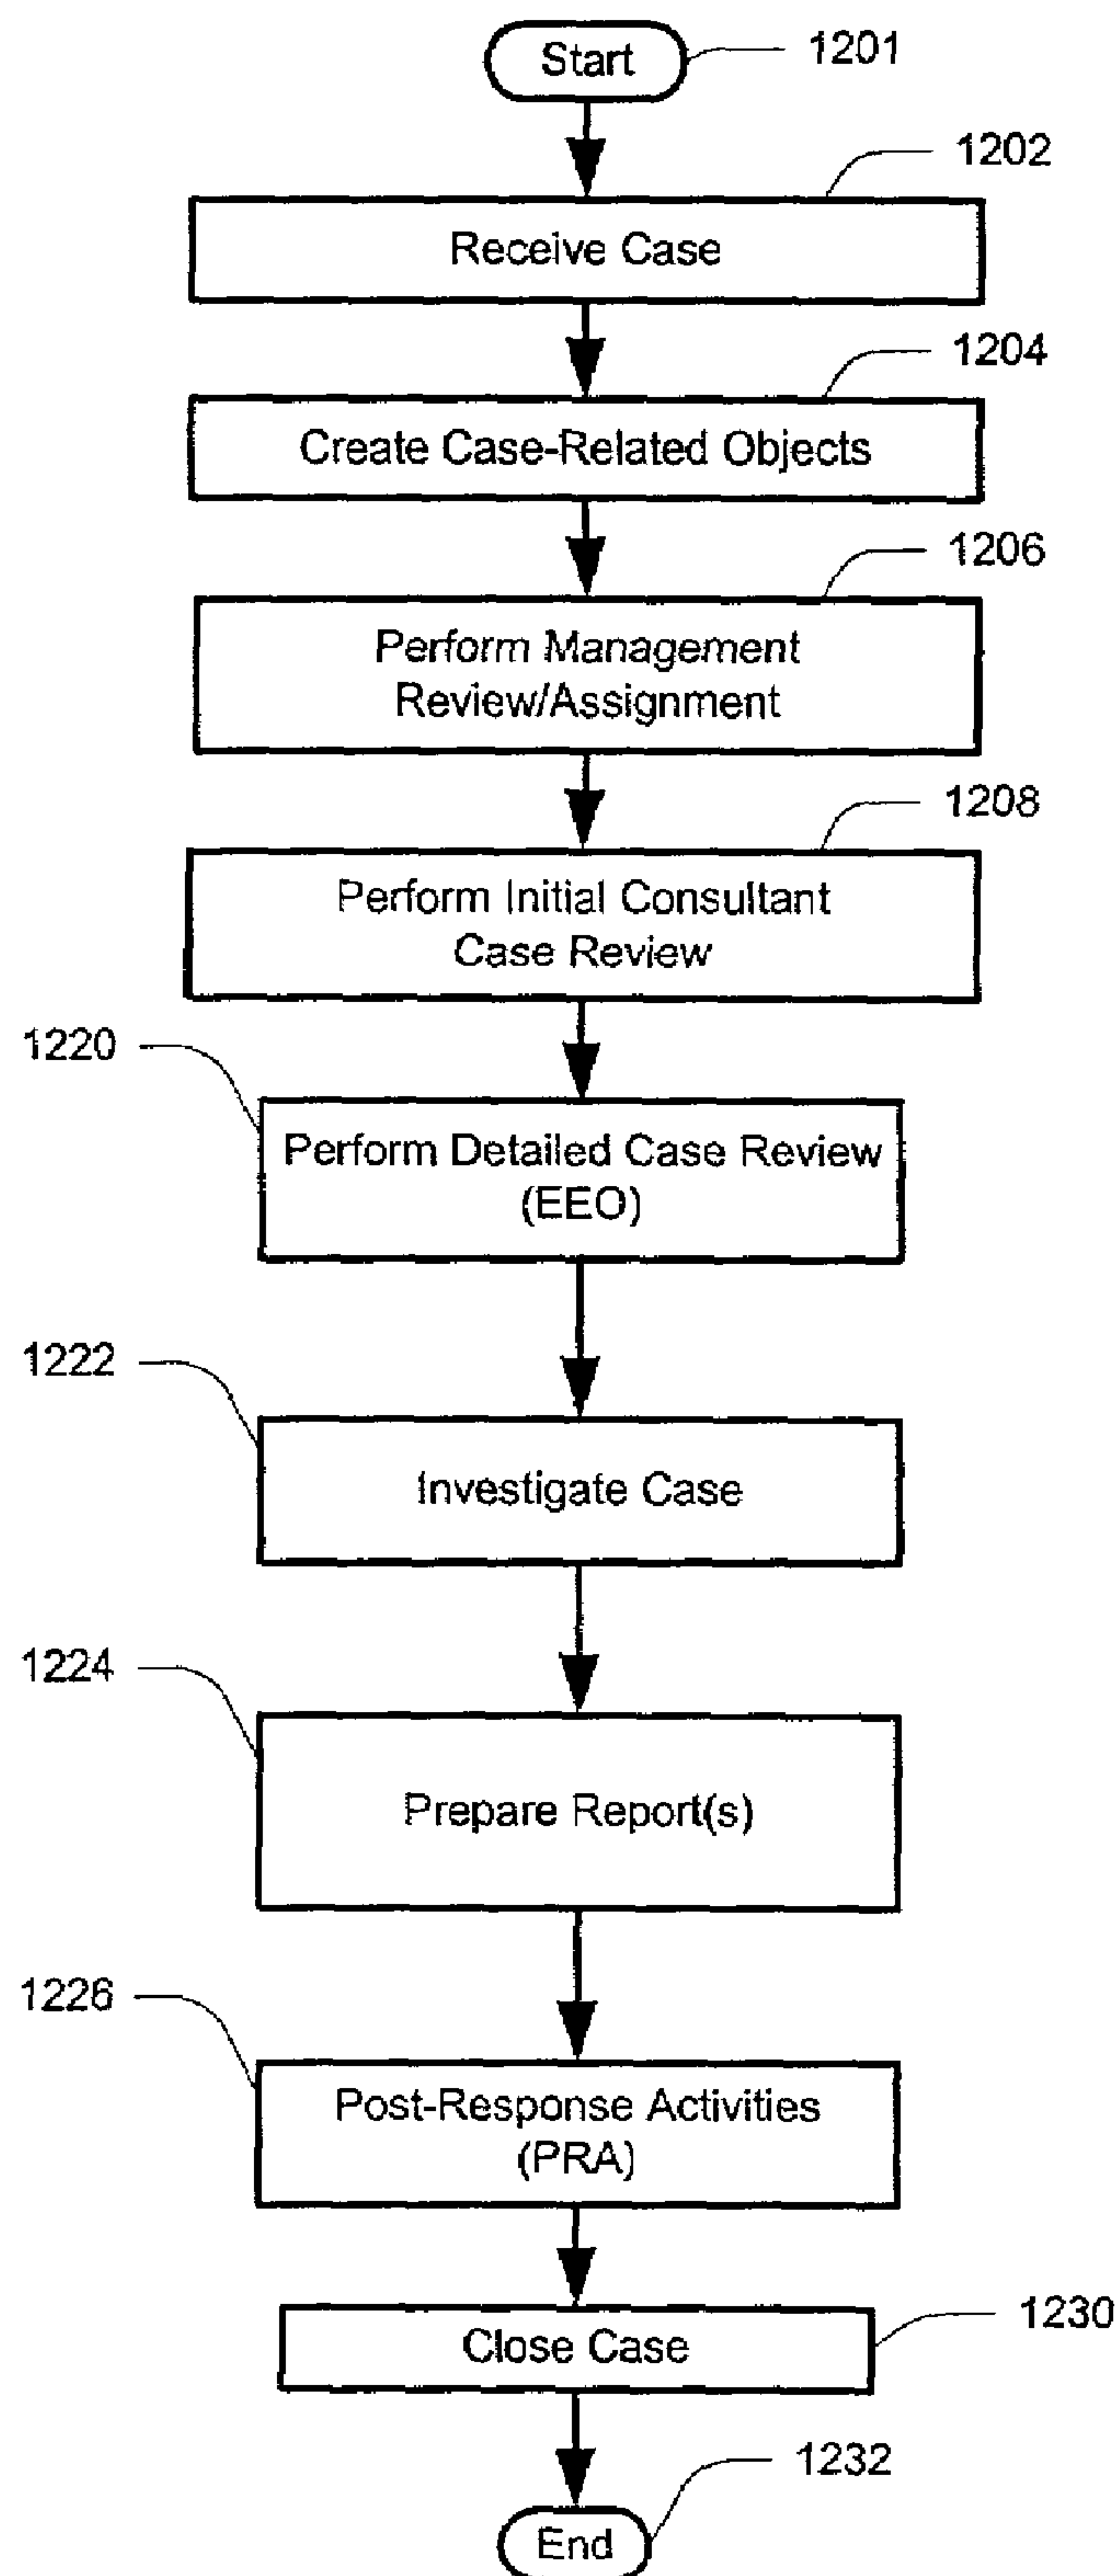 Start
1201
1202
Receive Case
1204
Create Case-Related Objects
1206
Perform Management
Review/Assignment
1208
Perform Initial Consultant
Case Review
1220
Perform Detailed Case Review
(EEO)
1222
Investigate Case
1224
Prepare Report(s)
1226
Post-Response Activities
(PRA)
1230
Close Case
1232
End